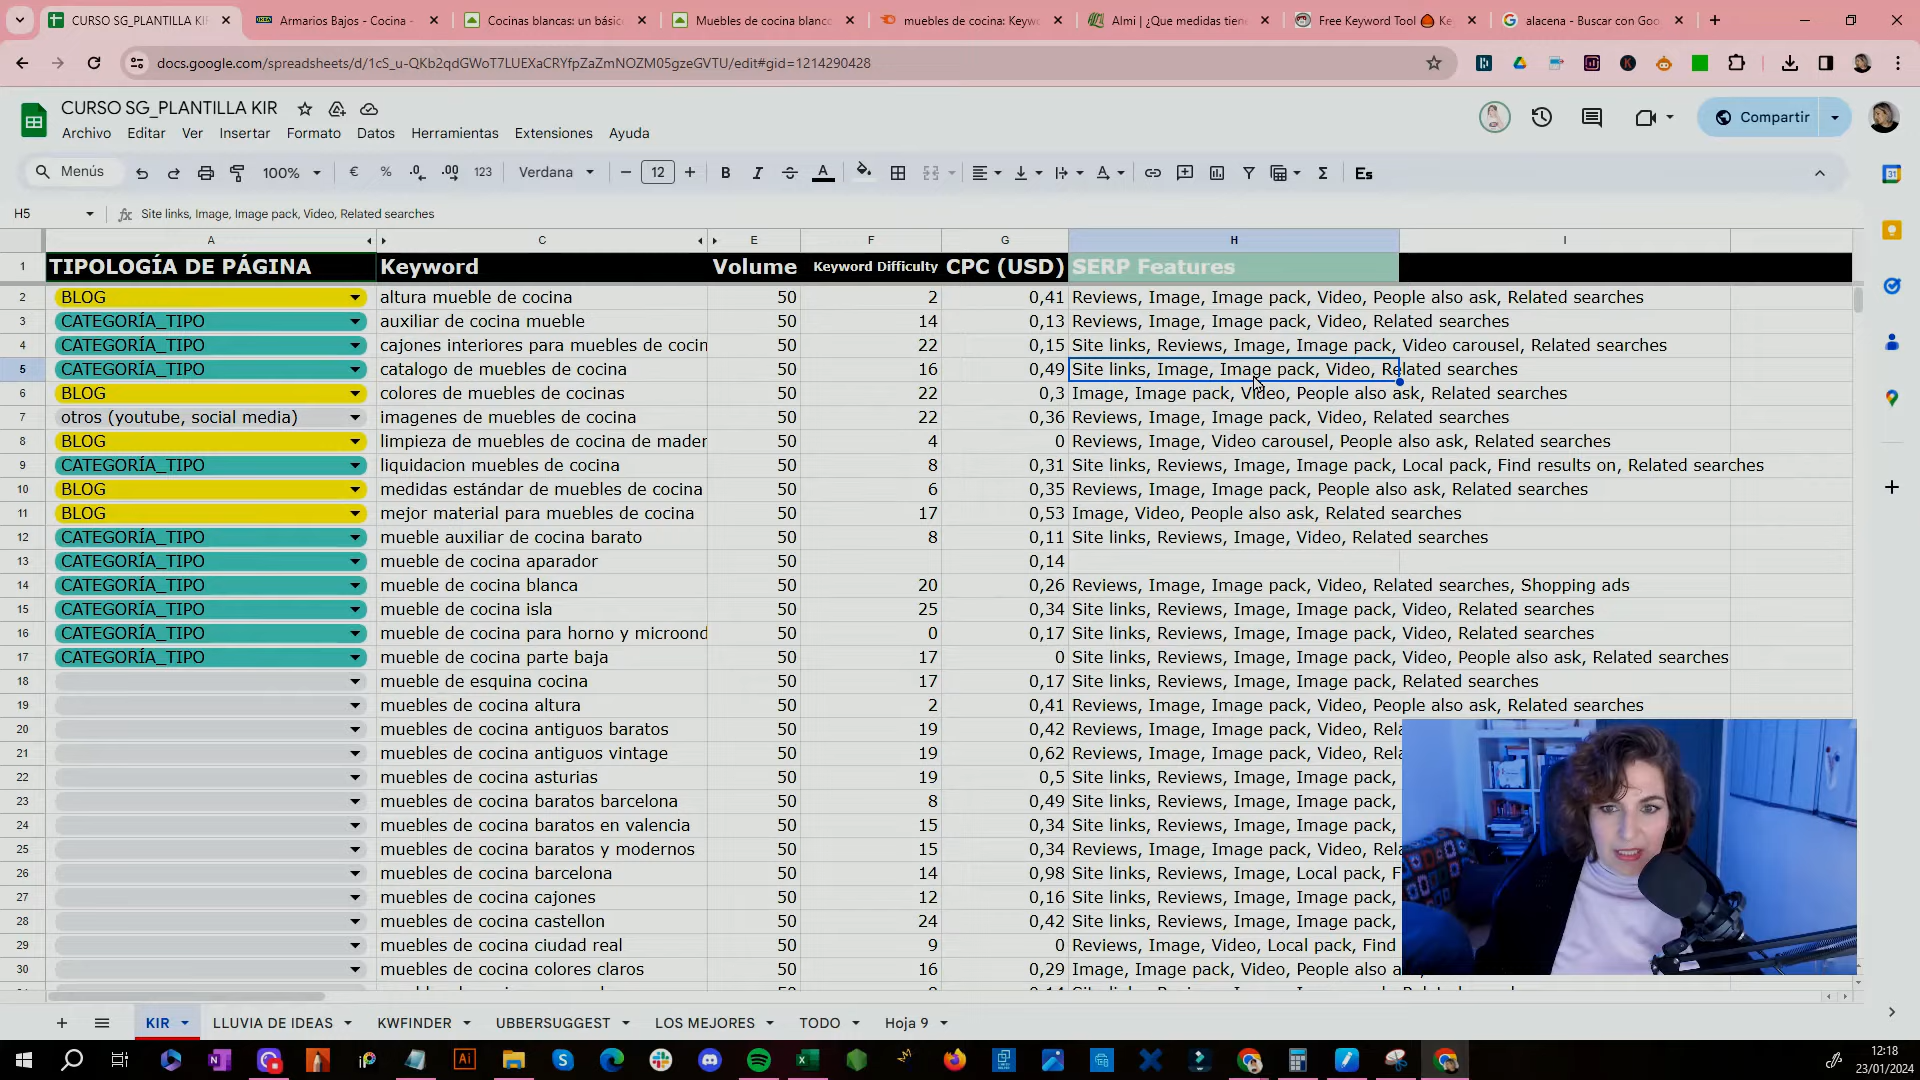 CURSO SG_PLANTILLA KIR
Armarios Bajos - Cocina -
Cocinas blancas: un básic
Muebles de cocina blanco
muebles de cocina: Keyw
Almi | ¿Que medidas tien
Free Keyword Tool
Ke
alacena - Buscar con Goo
docs.google.com/spreadsheets/d/1cS_u-QKb2qdGWoT7LUEXaCRYfpZaZmNOZM05gzeGVTU/edit#gid=1214290428
CURSO SG_PLANTILLA KIR
Archivo Editar Ver Insertar Formato Datos Herramientas Extensiones Ayuda
Compartir
Menús 100% € % .0 .00 123 Verdana 12 B I A Σ Es
H5 fx Site links, Image, Image pack, Video, Related searches
A C E F G H I
1 TIPOLOGÍA DE PÁGINA Keyword Volume Keyword Difficulty CPC (USD) SERP Features
2 BLOG altura mueble de cocina 50 2 0,41 Reviews, Image, Image pack, Video, People also ask, Related searches
3 CATEGORÍA_TIPO auxiliar de cocina mueble 50 14 0,13 Reviews, Image, Image pack, Video, Related searches
4 CATEGORÍA_TIPO cajones interiores para muebles de cocin 50 22 0,15 Site links, Reviews, Image, Image pack, Video carousel, Related searches
5 CATEGORÍA_TIPO catalogo de muebles de cocina 50 16 0,49 Site links, Image, Image pack, Video, Related searches
6 BLOG colores de muebles de cocinas 50 22 0,3 Image, Image pack, Video, People also ask, Related searches
7 otros (youtube, social media) imagenes de muebles de cocina 50 22 0,36 Reviews, Image, Image pack, Video, Related searches
8 BLOG limpieza de muebles de cocina de mader 50 4 0 Reviews, Image, Video carousel, People also ask, Related searches
9 CATEGORÍA_TIPO liquidacion muebles de cocina 50 8 0,31 Site links, Reviews, Image, Image pack, Local pack, Find results on, Related searches
10 BLOG medidas estándar de muebles de cocina 50 6 0,35 Reviews, Image, Image pack, People also ask, Related searches
11 BLOG mejor material para muebles de cocina 50 17 0,53 Image, Video, People also ask, Related searches
12 CATEGORÍA_TIPO mueble auxiliar de cocina barato 50 8 0,11 Site links, Reviews, Image, Video, Related searches
13 CATEGORÍA_TIPO mueble de cocina aparador 50 0,14
14 CATEGORÍA_TIPO mueble de cocina blanca 50 20 0,26 Reviews, Image, Image pack, Video, Related searches, Shopping ads
15 CATEGORÍA_TIPO mueble de cocina isla 50 25 0,34 Site links, Reviews, Image, Image pack, Video, Related searches
16 CATEGORÍA_TIPO mueble de cocina para horno y microond 50 0 0,17 Site links, Reviews, Image, Image pack, Video, Related searches
17 CATEGORÍA_TIPO mueble de cocina parte baja 50 17 0 Site links, Reviews, Image, Image pack, Video, People also ask, Related searches
18 mueble de esquina cocina 50 17 0,17 Site links, Reviews, Image, Image pack, Related searches
19 muebles de cocina altura 50 2 0,41 Reviews, Image, Image pack, Video, People also ask, Related searches
20 muebles de cocina antiguos baratos 50 19 0,42 Reviews, Image, Image pack, Video, Rela
21 muebles de cocina antiguos vintage 50 19 0,62 Reviews, Image, Image pack, Video, Rela
22 muebles de cocina asturias 50 19 0,5 Site links, Reviews, Image, Image pack,
23 muebles de cocina baratos barcelona 50 8 0,49 Site links, Reviews, Image, Image pack,
24 muebles de cocina baratos en valencia 50 15 0,34 Site links, Reviews, Image, Image pack,
25 muebles de cocina baratos y modernos 50 15 0,34 Reviews, Image, Image pack, Video, Rela
26 muebles de cocina barcelona 50 14 0,98 Site links, Reviews, Image, Local pack, F
27 muebles de cocina cajones 50 12 0,16 Site links, Reviews, Image, Image pack,
28 muebles de cocina castellon 50 24 0,42 Site links, Reviews, Image, Image pack,
29 muebles de cocina ciudad real 50 9 0 Reviews, Image, Video, Local pack, Find
30 muebles de cocina colores claros 50 16 0,29 Image, Image pack, Video, People also a
KIR LLUVIA DE IDEAS KWFINDER UBBERSUGGEST LOS MEJORES TODO Hoja 9
12:18
23/01/2024